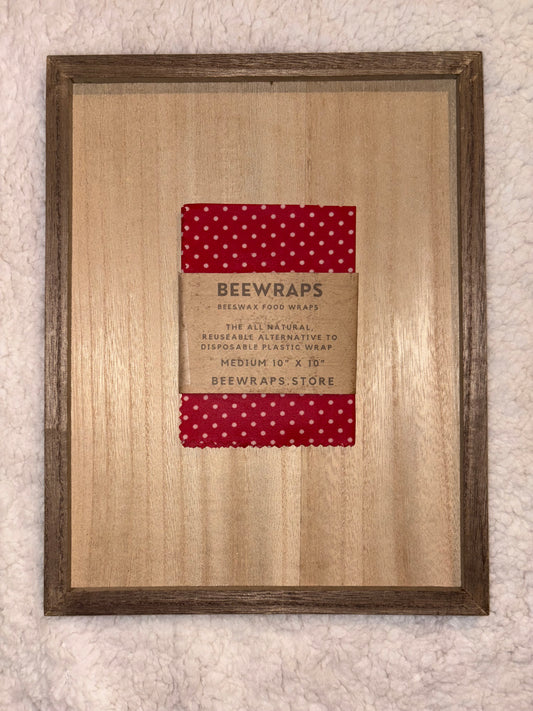 BEEWRAPS
BEESWAX FOOD WRAPS
THE ALL NATURAL,
REUSEABLE ALTERNATIVE TO
DISPOSABLE PLASTIC WRAP
MEDIUM 10" X 10"
BEEWRAPS.STORE